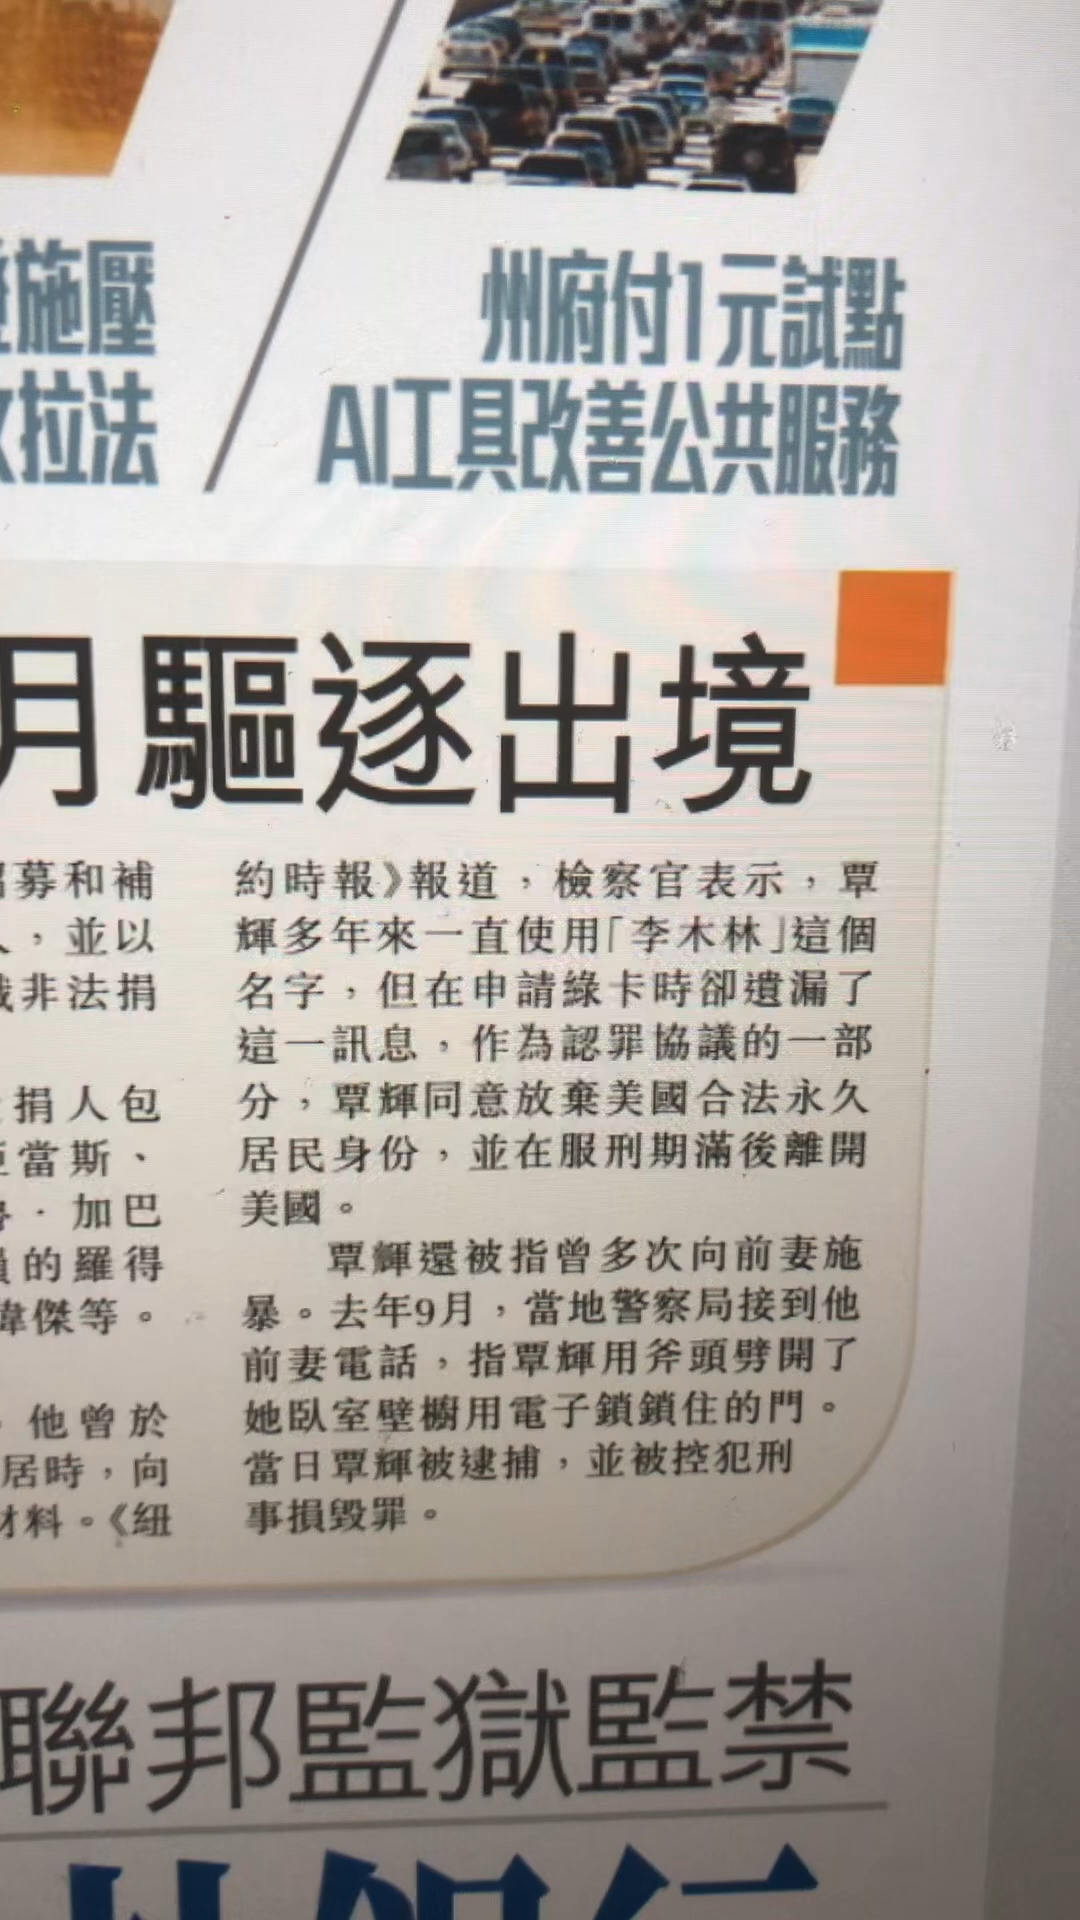 施壓
拉法
州府付1元試點
AI工具改善公共服務
月驅逐出境
募和補
，並以
非法捐
捐人包
當斯、
．加巴
的羅得
傑等。
他曾於
居時，向
材料。《紐
約時報》報道，檢察官表示，覃
輝多年來一直使用「李木林」這個
名字，但在申請綠卡時卻遺漏了
這一訊息，作為認罪協議的一部
分，覃輝同意放棄美國合法永久
居民身份，並在服刑期滿後離開
美國。
覃輝還被指曾多次向前妻施
暴。去年9月，當地警察局接到他
前妻電話，指覃輝用斧頭劈開了
她臥室壁櫥用電子鎖鎖住的門。
當日覃輝被逮捕，並被控犯刑
事損毀罪。
聯邦監獄監禁